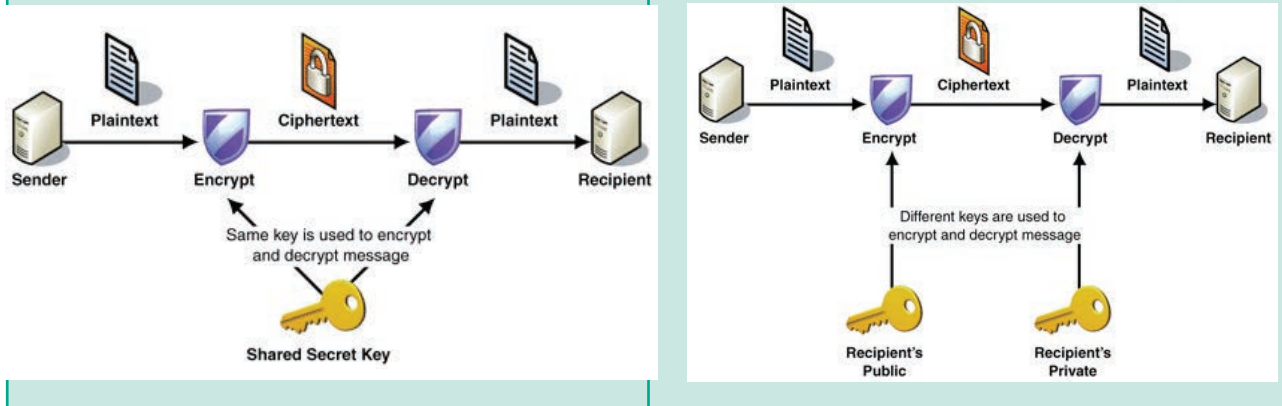 Plaintext
Ciphertext
Plaintext
Sender
Encrypt
Decrypt
Recipient
Same key is used to encrypt
and decrypt message
Shared Secret Key
Plaintext
Ciphertext
Plaintext
Sender
Encrypt
Decrypt
Recipient
Different keys are used to
encrypt and decrypt message
Recipient's
Public
Recipient's
Private